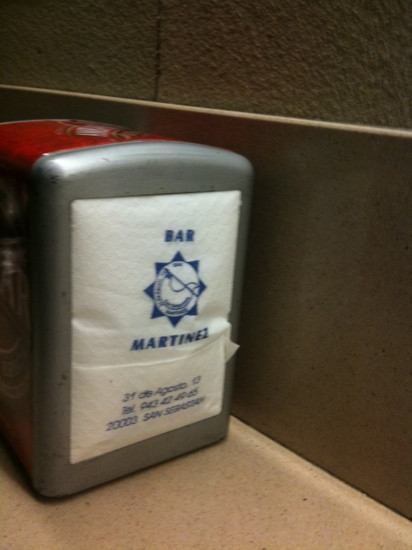 BAR
MARTINEZ
31 de Agosto, 13
Tel. 943 42 49 65
20003 SAN SEBASTIAN